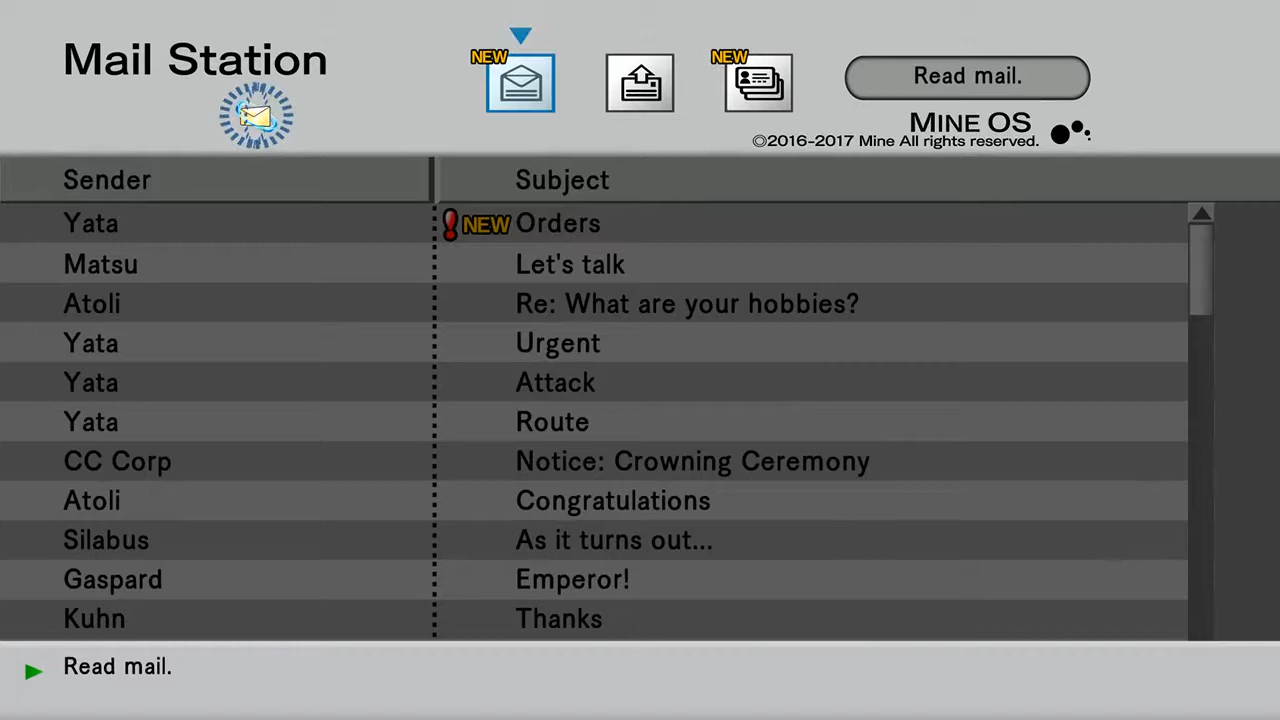 Mail Station
NEW
NEW
Read mail.
MINE OS
©2016-2017 Mine All rights reserved.
Sender Subject
Yata NEW Orders
Matsu Let's talk
Atoli Re: What are your hobbies?
Yata Urgent
Yata Attack
Yata Route
CC Corp Notice: Crowning Ceremony
Atoli Congratulations
Silabus As it turns out...
Gaspard Emperor!
Kuhn Thanks
Read mail.